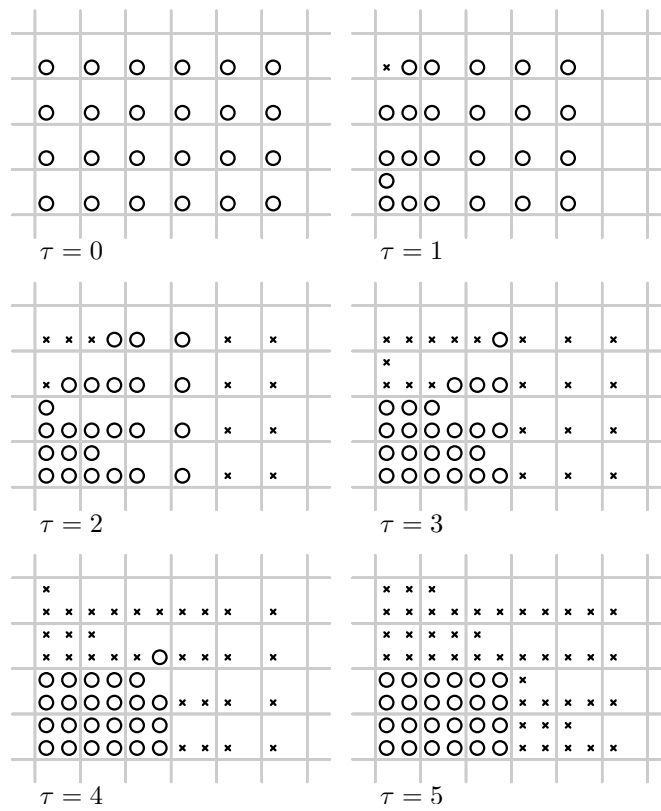 τ = 0
τ = 1
τ = 2
τ = 3
τ = 4
τ = 5